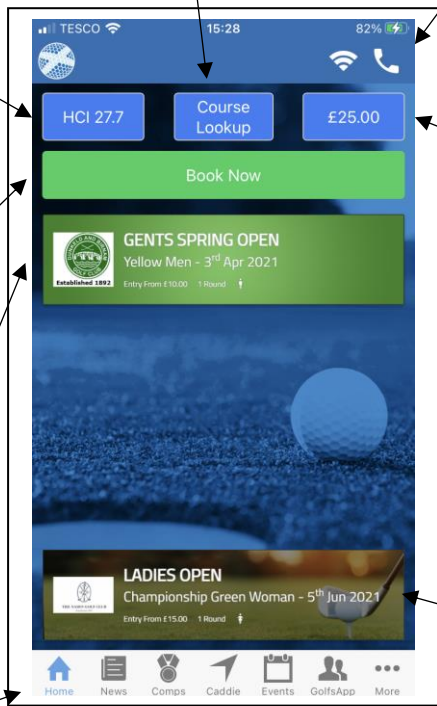 TESCO 15:28 82%
HCI 27.7
Course
Lookup
£25.00
Book Now
GENTS SPRING OPEN
Yellow Men - 3rd Apr 2021
Established 1892
Entry From £10.00 1 Round
LADIES OPEN
Championship Green Woman - 5th Jun 2021
Entry From £15.00 1 Round
Home News Comps Caddie Events GolfsApp More